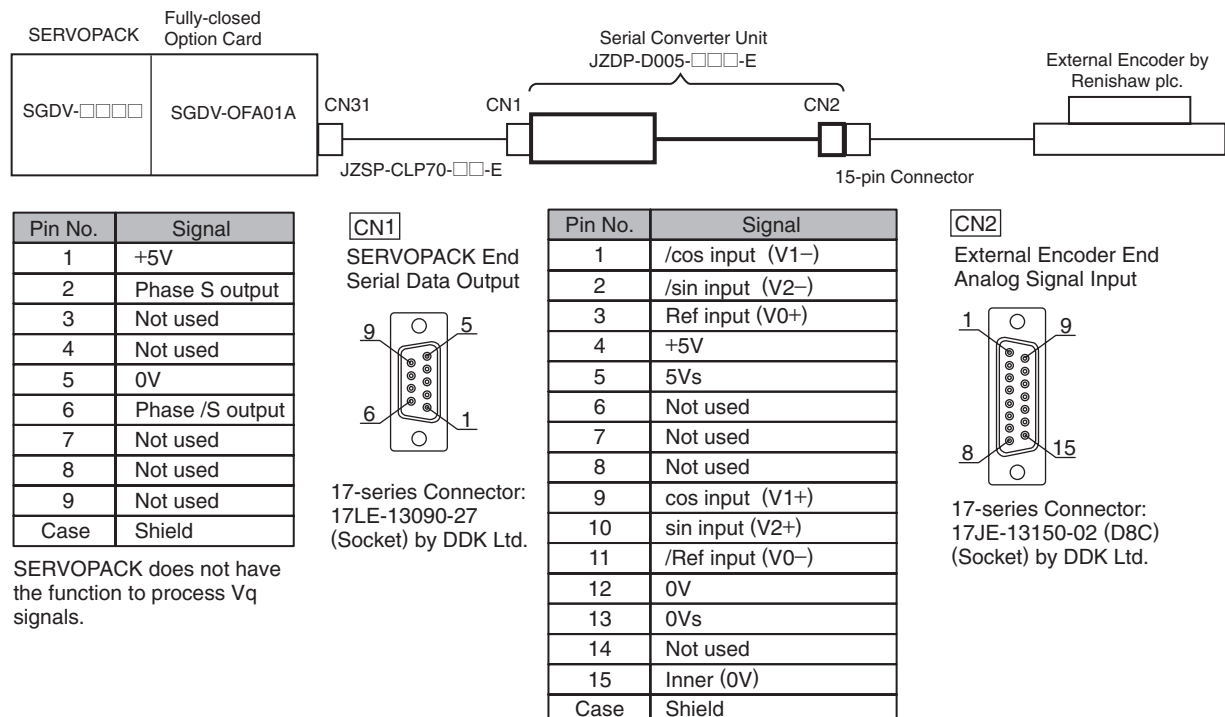 SERVOPACK
Fully-closed
Option Card
Serial Converter Unit
JZDP-D005-□□□-E
External Encoder by
Renishaw plc.
SGDV-□□□□
SGDV-OFA01A
CN31
CN1
CN2
JZSP-CLP70-□□-E
15-pin Connector
Pin No. Signal
1 +5V
2 Phase S output
3 Not used
4 Not used
5 0V
6 Phase /S output
7 Not used
8 Not used
9 Not used
Case Shield
SERVOPACK does not have
the function to process Vq
signals.
CN1
SERVOPACK End
Serial Data Output
9 5
6 1
17-series Connector:
17LE-13090-27
(Socket) by DDK Ltd.
Pin No. Signal
1 /cos input (V1−)
2 /sin input (V2−)
3 Ref input (V0+)
4 +5V
5 5Vs
6 Not used
7 Not used
8 Not used
9 cos input (V1+)
10 sin input (V2+)
11 /Ref input (V0−)
12 0V
13 0Vs
14 Not used
15 Inner (0V)
Case Shield
CN2
External Encoder End
Analog Signal Input
1 9
8 15
17-series Connector:
17JE-13150-02 (D8C)
(Socket) by DDK Ltd.